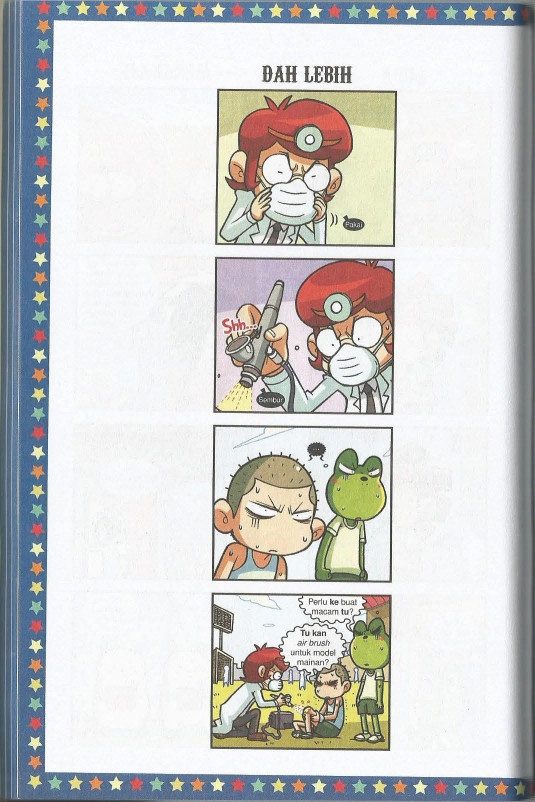 DAH LEBIH
Pakai
Shh...
Sembur
Perlu ke buat
macam tu?
Tu kan
air brush
untuk model
mainan?